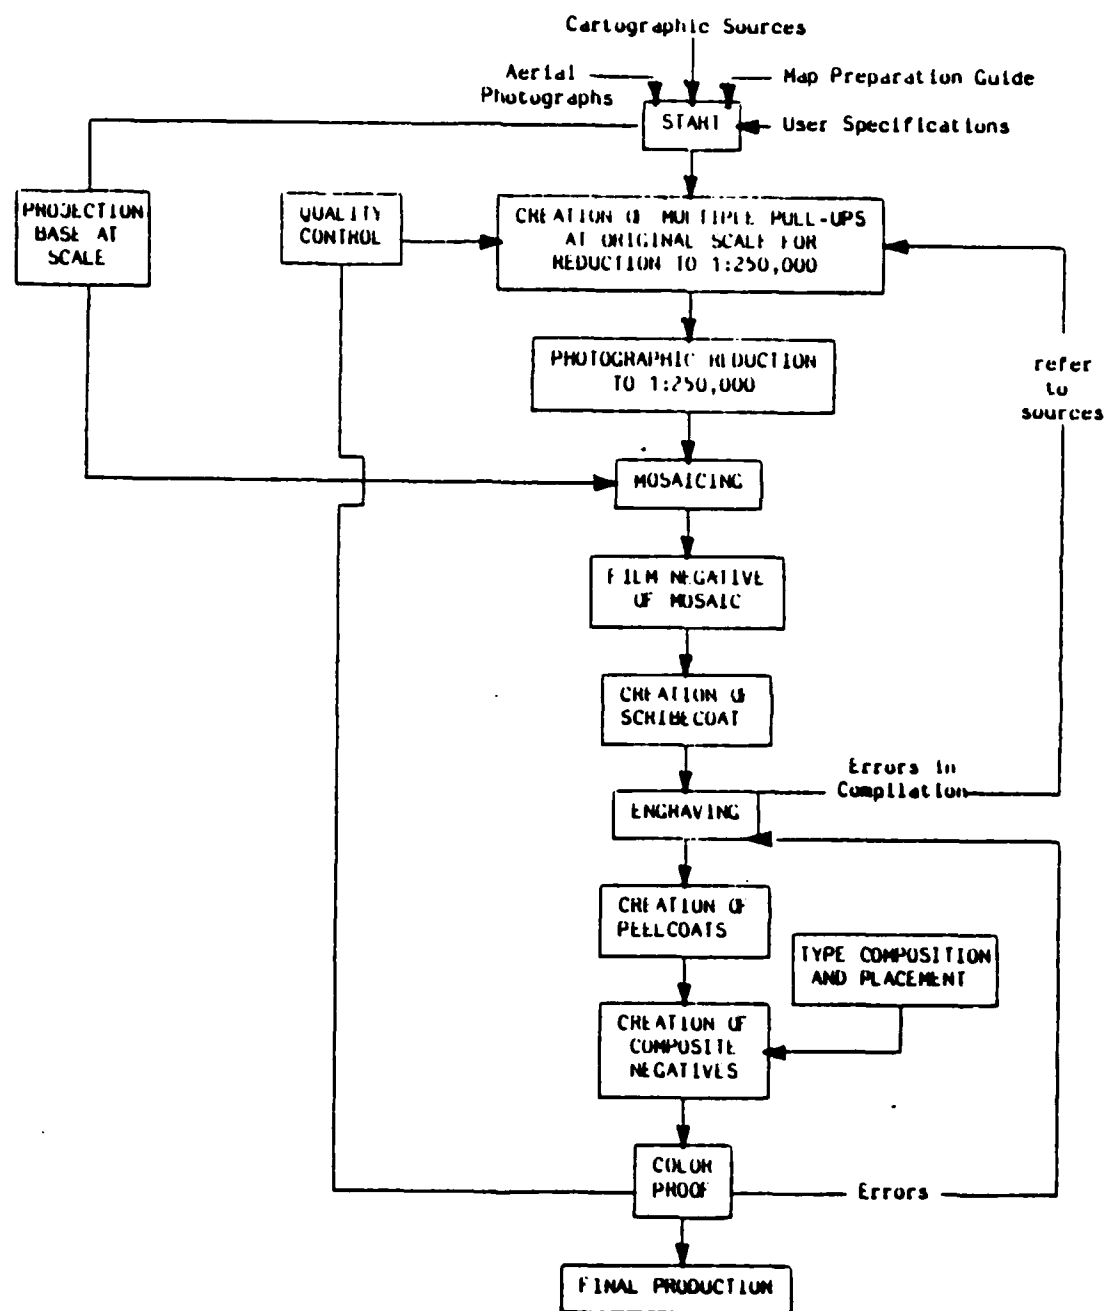 Cartographic Sources
Aerial
Photographs
Map Preparation Guide
START
User Specifications
PROJECTION
BASE AT
SCALE
QUALITY
CONTROL
CREATION OF MULTIPLE PULL-UPS
AT ORIGINAL SCALE FOR
REDUCTION TO 1:250,000
PHOTOGRAPHIC REDUCTION
TO 1:250,000
refer
to
sources
MOSAICING
FILM NEGATIVE
OF MOSAIC
CREATION OF
SCRIBECOAT
Errors in
Compilation
ENGRAVING
CREATION OF
PEELCOATS
TYPE COMPOSITION
AND PLACEMENT
CREATION OF
COMPOSITE
NEGATIVES
COLOR
PROOF
Errors
FINAL PRODUCTION